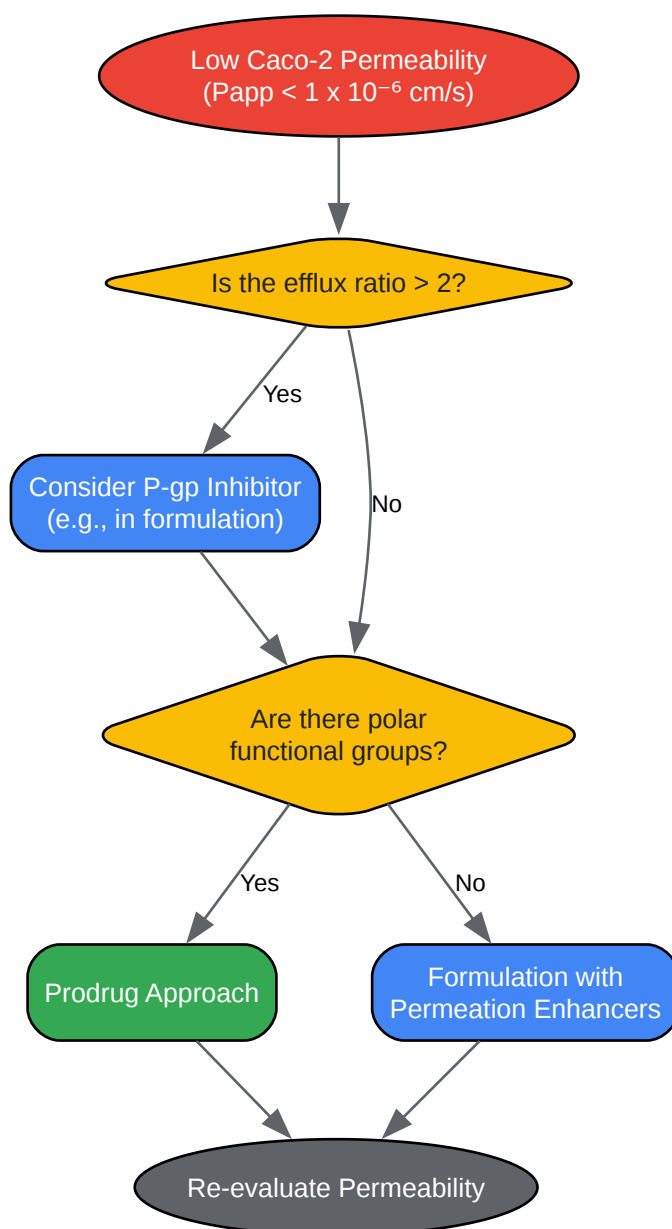 Low Caco-2 Permeability
(Papp < 1 x 10⁻⁶ cm/s)
Is the efflux ratio > 2?
Yes
Consider P-gp Inhibitor
(e.g., in formulation)
No
Are there polar
functional groups?
Yes
No
Prodrug Approach
Formulation with
Permeation Enhancers
Re-evaluate Permeability